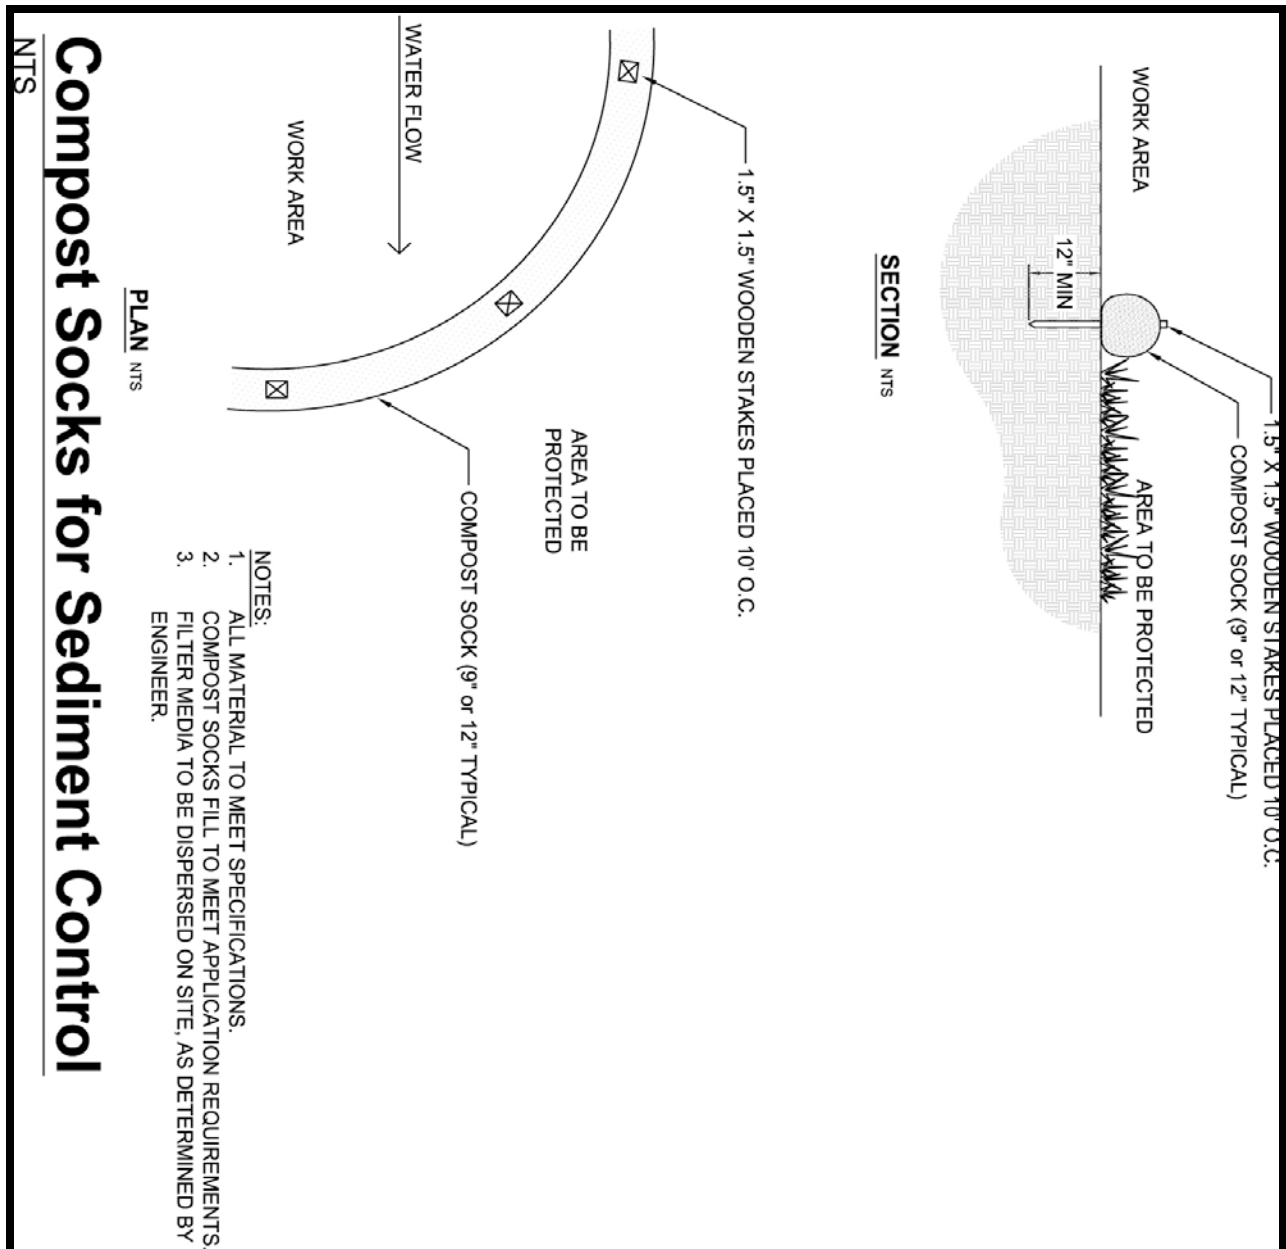 1.5" X 1.5" WOODEN STAKES PLACED 10' O.C.
COMPOST SOCK (9" or 12" TYPICAL)
WORK AREA
AREA TO BE PROTECTED
12" MIN
SECTION NTS
1.5" X 1.5" WOODEN STAKES PLACED 10' O.C.
AREA TO BE
PROTECTED
COMPOST SOCK (9" or 12" TYPICAL)
WATER FLOW
WORK AREA
PLAN NTS
NOTES:
1. ALL MATERIAL TO MEET SPECIFICATIONS.
2. COMPOST SOCKS FILL TO MEET APPLICATION REQUIREMENTS.
3. FILTER MEDIA TO BE DISPERSED ON SITE, AS DETERMINED BY
ENGINEER.
Compost Socks for Sediment Control
NTS